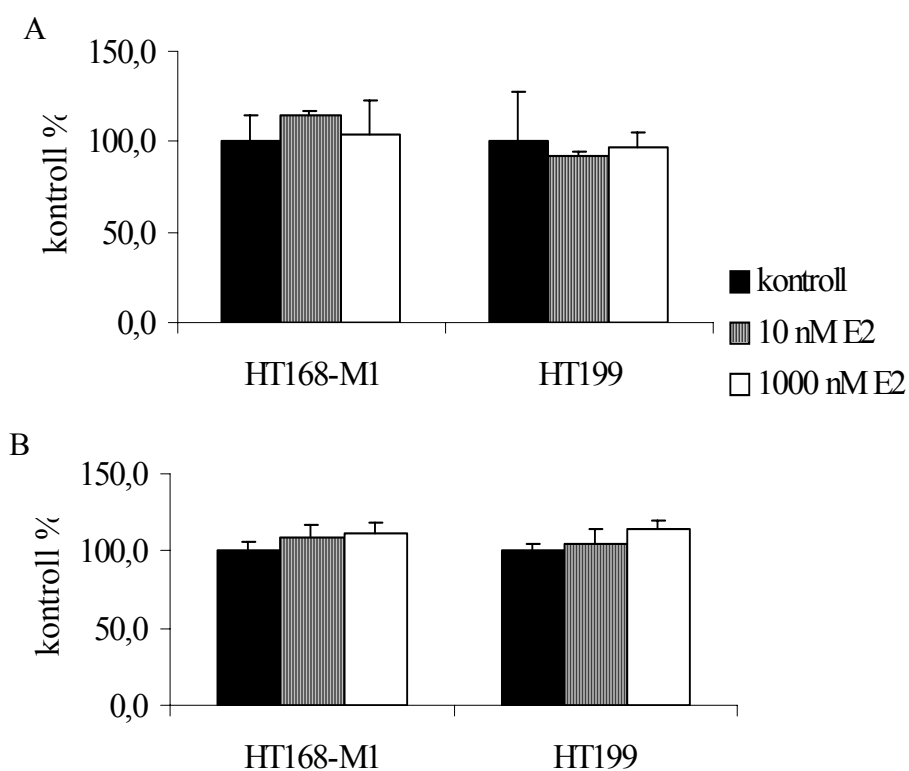 A
150,0
100,0
50,0
0,0
kontroll %
HT168-M1 HT199
kontroll
10 nM E2
1000 nM E2
B
150,0
100,0
50,0
0,0
kontroll %
HT168-M1 HT199